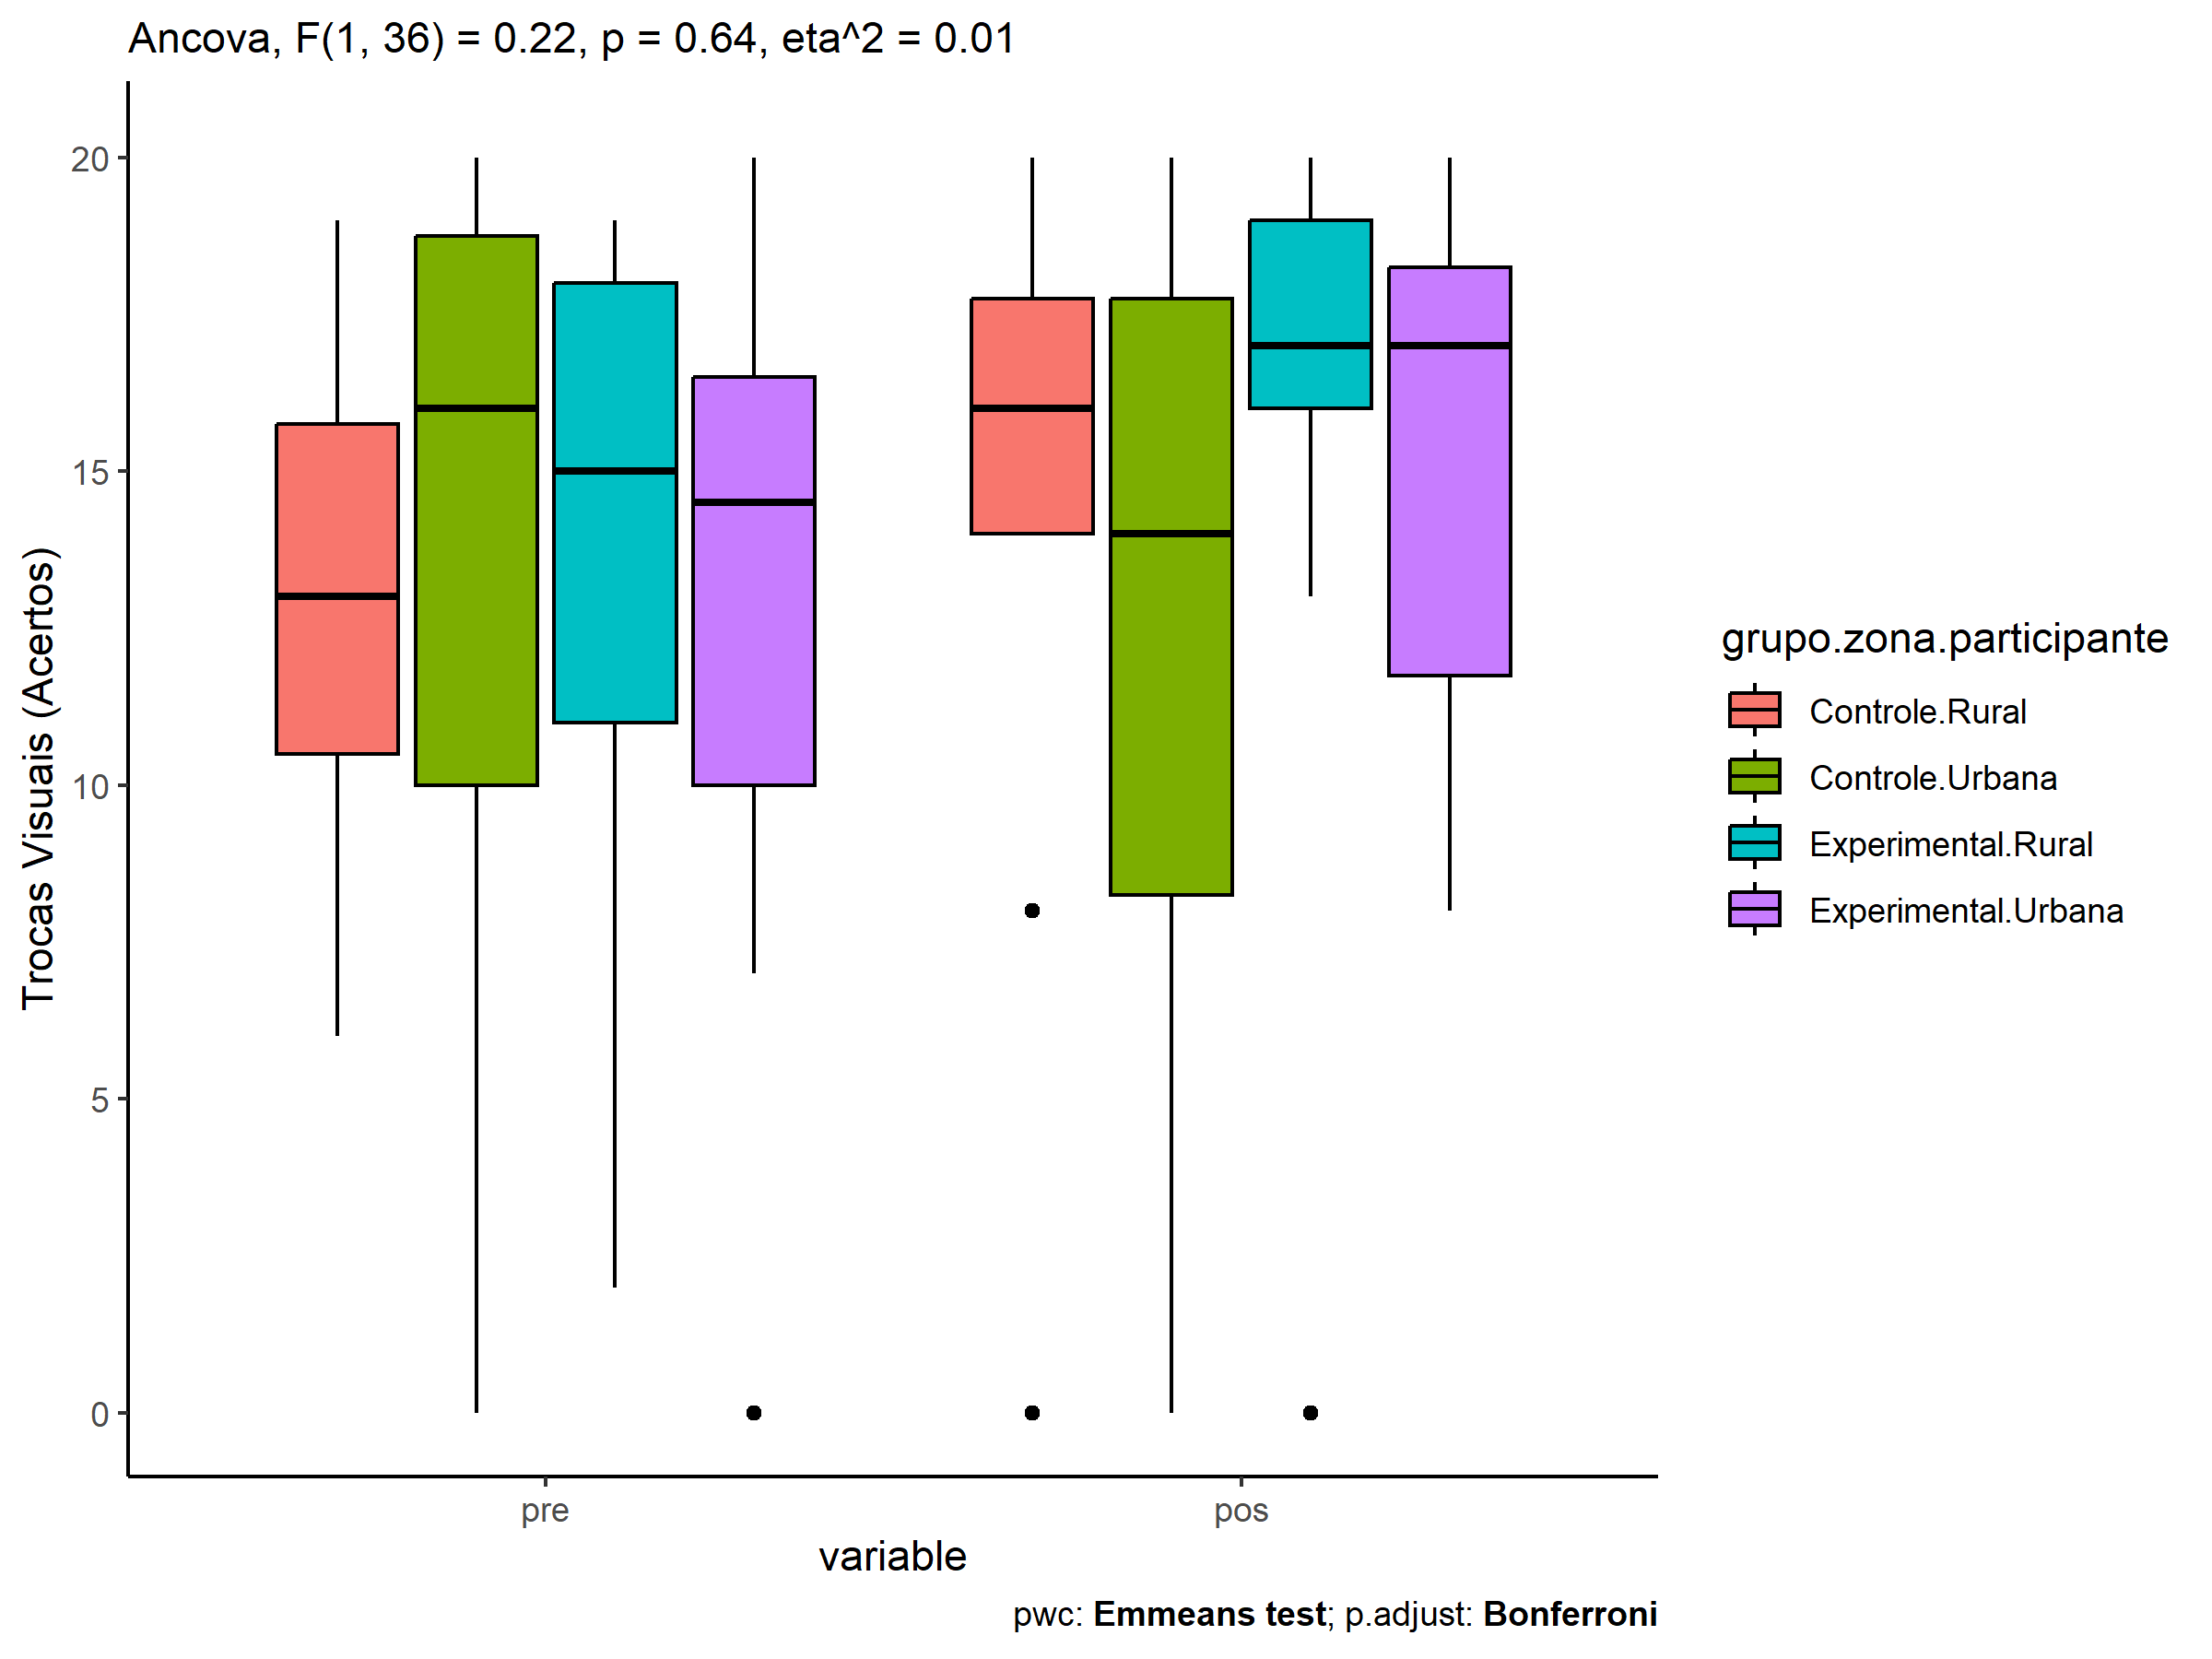 Ancova, F(1, 36) = 0.22, p = 0.64, eta^2 = 0.01
Trocas Visuais (Acertos)
20
15
10
5
0
pre
pos
variable
grupo.zona.participante
Controle.Rural
Controle.Urbana
Experimental.Rural
Experimental.Urbana
pwc: Emmeans test; p.adjust: Bonferroni